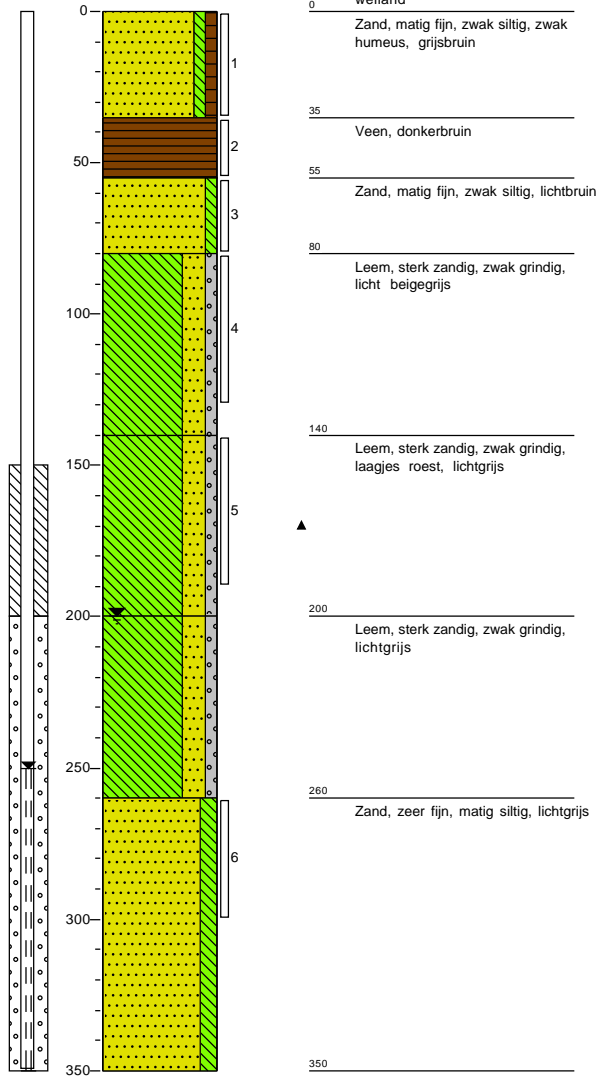 0
weiland
0
Zand, matig fijn, zwak siltig, zwak
humeus, grijsbruin
1
35
2
Veen, donkerbruin
50
55
3
Zand, matig fijn, zwak siltig, lichtbruin
80
4
Leem, sterk zandig, zwak grindig,
licht beigegrijs
100
140
Leem, sterk zandig, zwak grindig,
laagjes roest, lichtgrijs
150
5
200
200
Leem, sterk zandig, zwak grindig,
lichtgrijs
250
260
Zand, zeer fijn, matig siltig, lichtgrijs
6
300
350
350